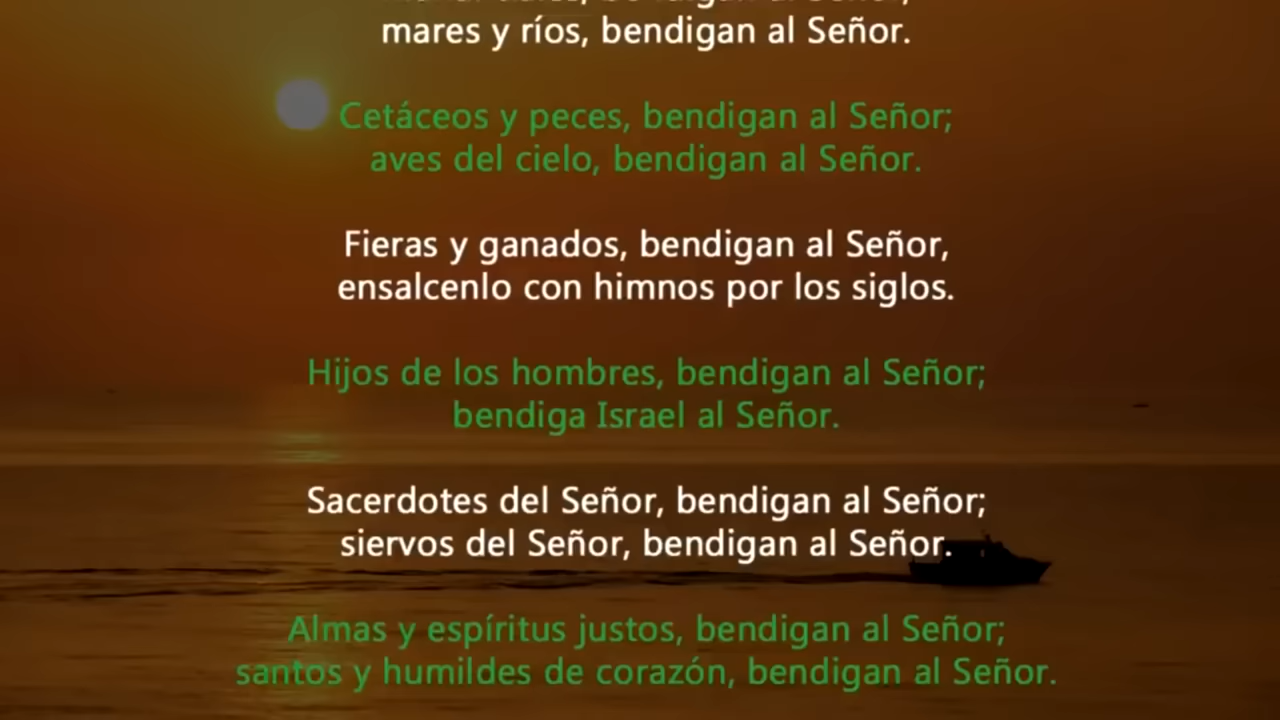 mares y ríos, bendigan al Señor.
Cetáceos y peces, bendigan al Señor;
aves del cielo, bendigan al Señor.
Fieras y ganados, bendigan al Señor,
ensalcenlo con himnos por los siglos.
Hijos de los hombres, bendigan al Señor;
bendiga Israel al Señor.
Sacerdotes del Señor, bendigan al Señor;
siervos del Señor, bendigan al Señor.
Almas y espíritus justos, bendigan al Señor;
santos y humildes de corazón, bendigan al Señor.